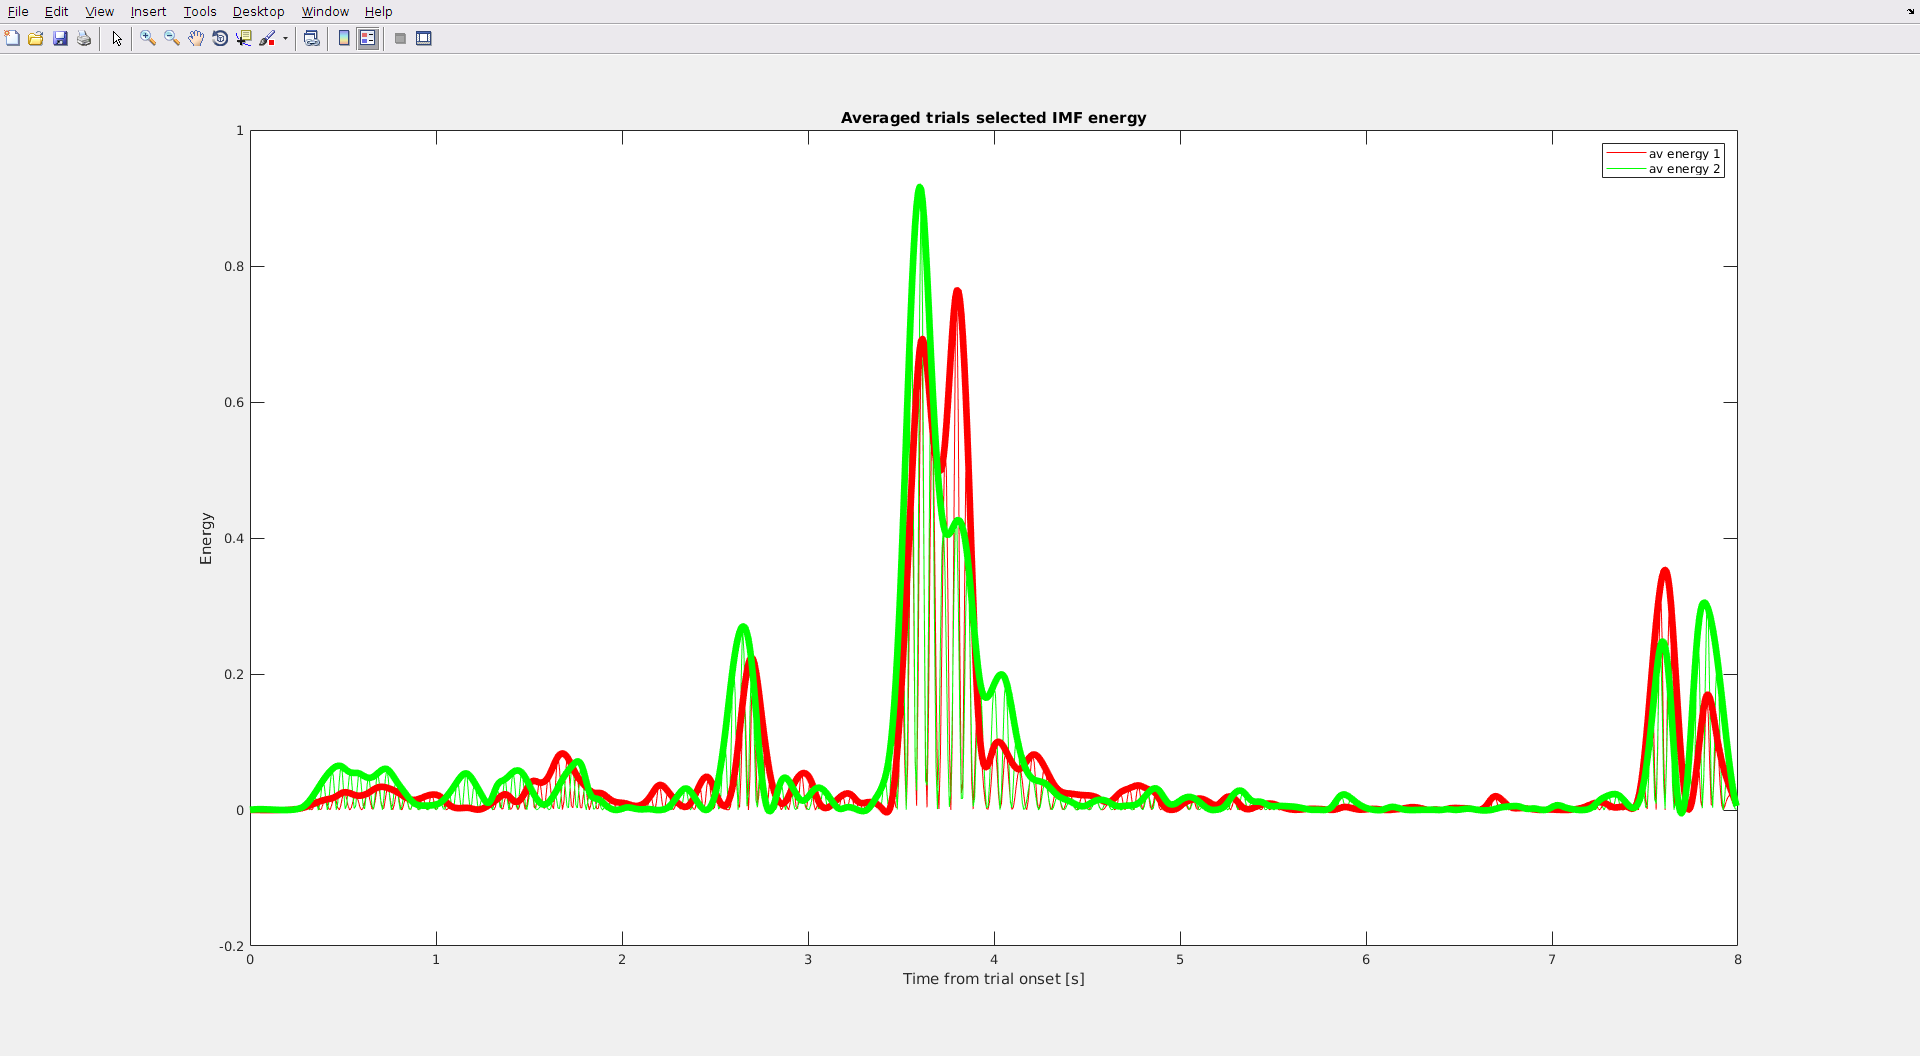 File Edit View Insert Tools Desktop Window Help
Averaged trials selected IMF energy
av energy 1
av energy 2
1
0.8
0.6
0.4
0.2
0
-0.2
Energy
0 1 2 3 4 5 6 7 8
Time from trial onset [s]